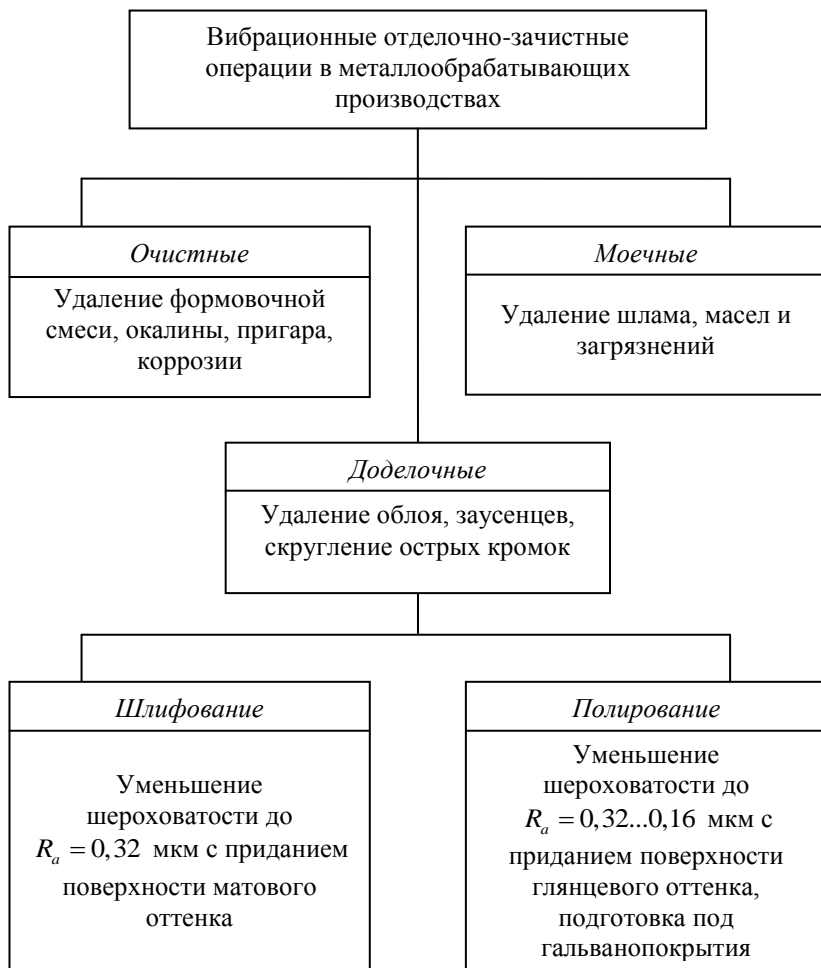 Вибрационные отделочно-зачистные
операции в металлообрабатывающих
производствах
Очистные
Удаление формовочной
смеси, окалины, пригара,
коррозии
Моечные
Удаление шлама, масел и
загрязнений
Доделочные
Удаление облоя, заусенцев,
скругление острых кромок
Шлифование
Уменьшение
шероховатости до
Rₐ = 0,32 мкм с приданием
поверхности матового
оттенка
Полирование
Уменьшение
шероховатости до
Rₐ = 0,32...0,16 мкм с
приданием поверхности
глянцевого оттенка,
подготовка под
гальванопокрытия